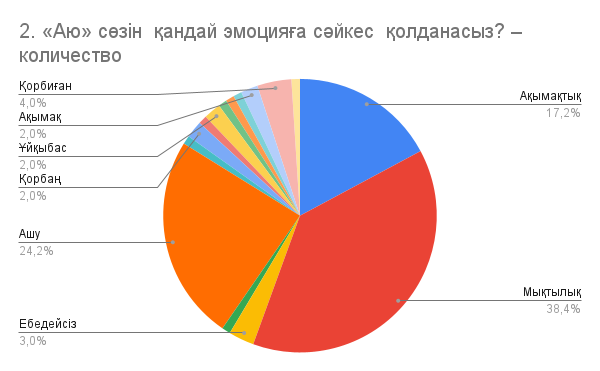 2. «Аю» сөзін қандай эмоцияға сәйкес қолданасыз? –
количество
Қорбиған
4,0%
Ақымақ
2,0%
Ұйқыбас
2,0%
Қорбаң
2,0%
Ашу
24,2%
Ебедейсіз
3,0%
Ақымақтық
17,2%
Мықтылық
38,4%